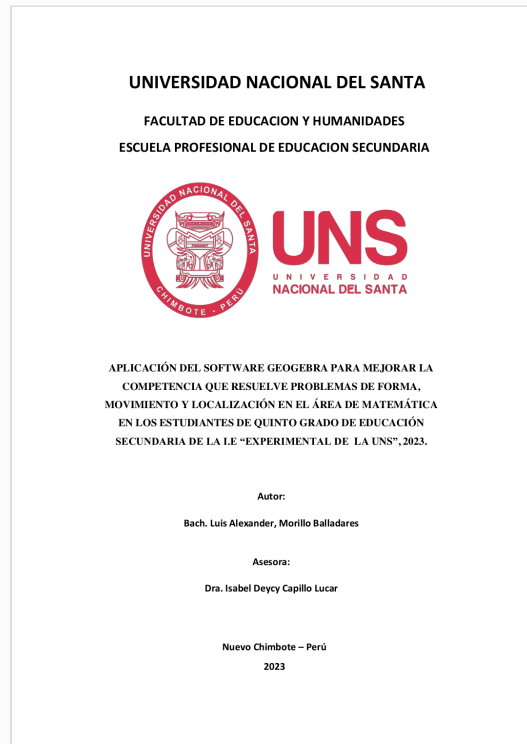 UNIVERSIDAD NACIONAL DEL SANTA
FACULTAD DE EDUCACION Y HUMANIDADES
ESCUELA PROFESIONAL DE EDUCACION SECUNDARIA
UNIVERSIDAD NACIONAL DEL SANTA
CHIMBOTE - PERÚ
UNS
UNIVERSIDAD
NACIONAL DEL SANTA
APLICACIÓN DEL SOFTWARE GEOGEBRA PARA MEJORAR LA
COMPETENCIA QUE RESUELVE PROBLEMAS DE FORMA,
MOVIMIENTO Y LOCALIZACIÓN EN EL ÁREA DE MATEMÁTICA
EN LOS ESTUDIANTES DE QUINTO GRADO DE EDUCACIÓN
SECUNDARIA DE LA I.E “EXPERIMENTAL DE LA UNS”, 2023.
Autor:
Bach. Luis Alexander, Morillo Balladares
Asesora:
Dra. Isabel Deycy Capillo Lucar
Nuevo Chimbote – Perú
2023